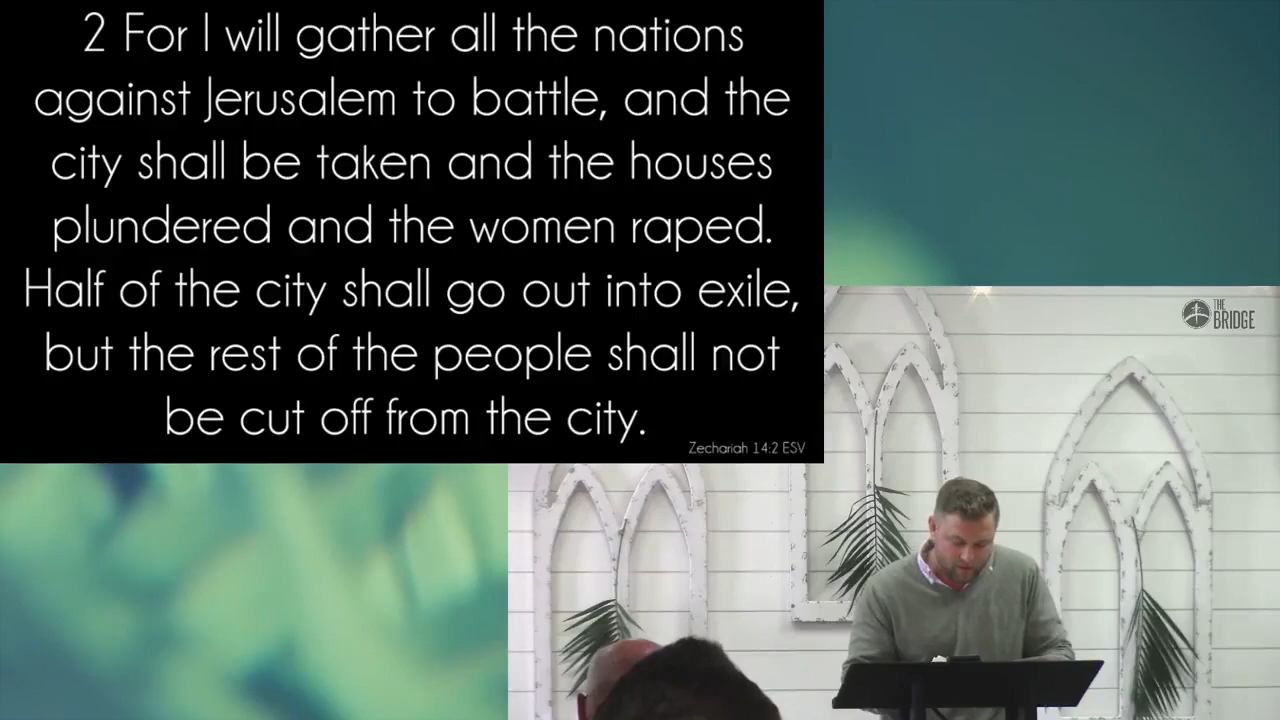 2 For I will gather all the nations
against Jerusalem to battle, and the
city shall be taken and the houses
plundered and the women raped.
Half of the city shall go out into exile,
but the rest of the people shall not
be cut off from the city.
Zechariah 14:2 ESV
THE
BRIDGE